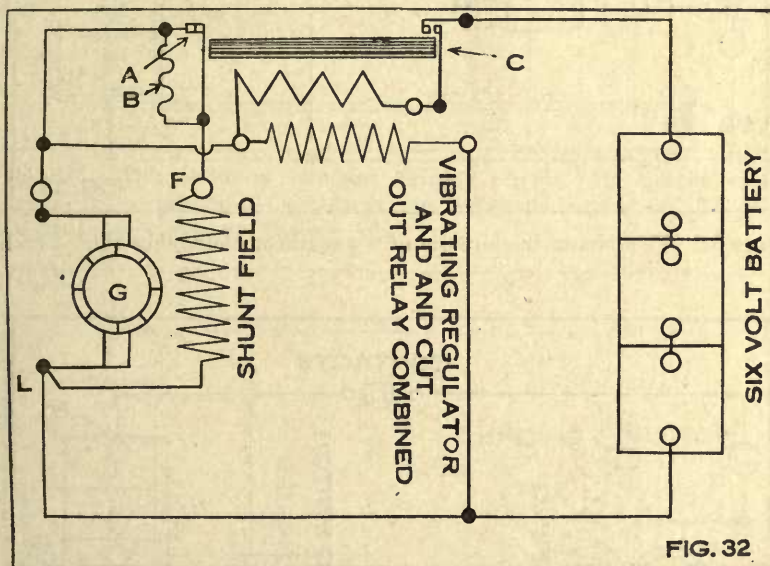 A
B
C
F
G
L
SHUNT FIELD
VIBRATING REGULATOR
AND AND CUT
OUT RELAY COMBINED
SIX VOLT BATTERY
FIG. 32